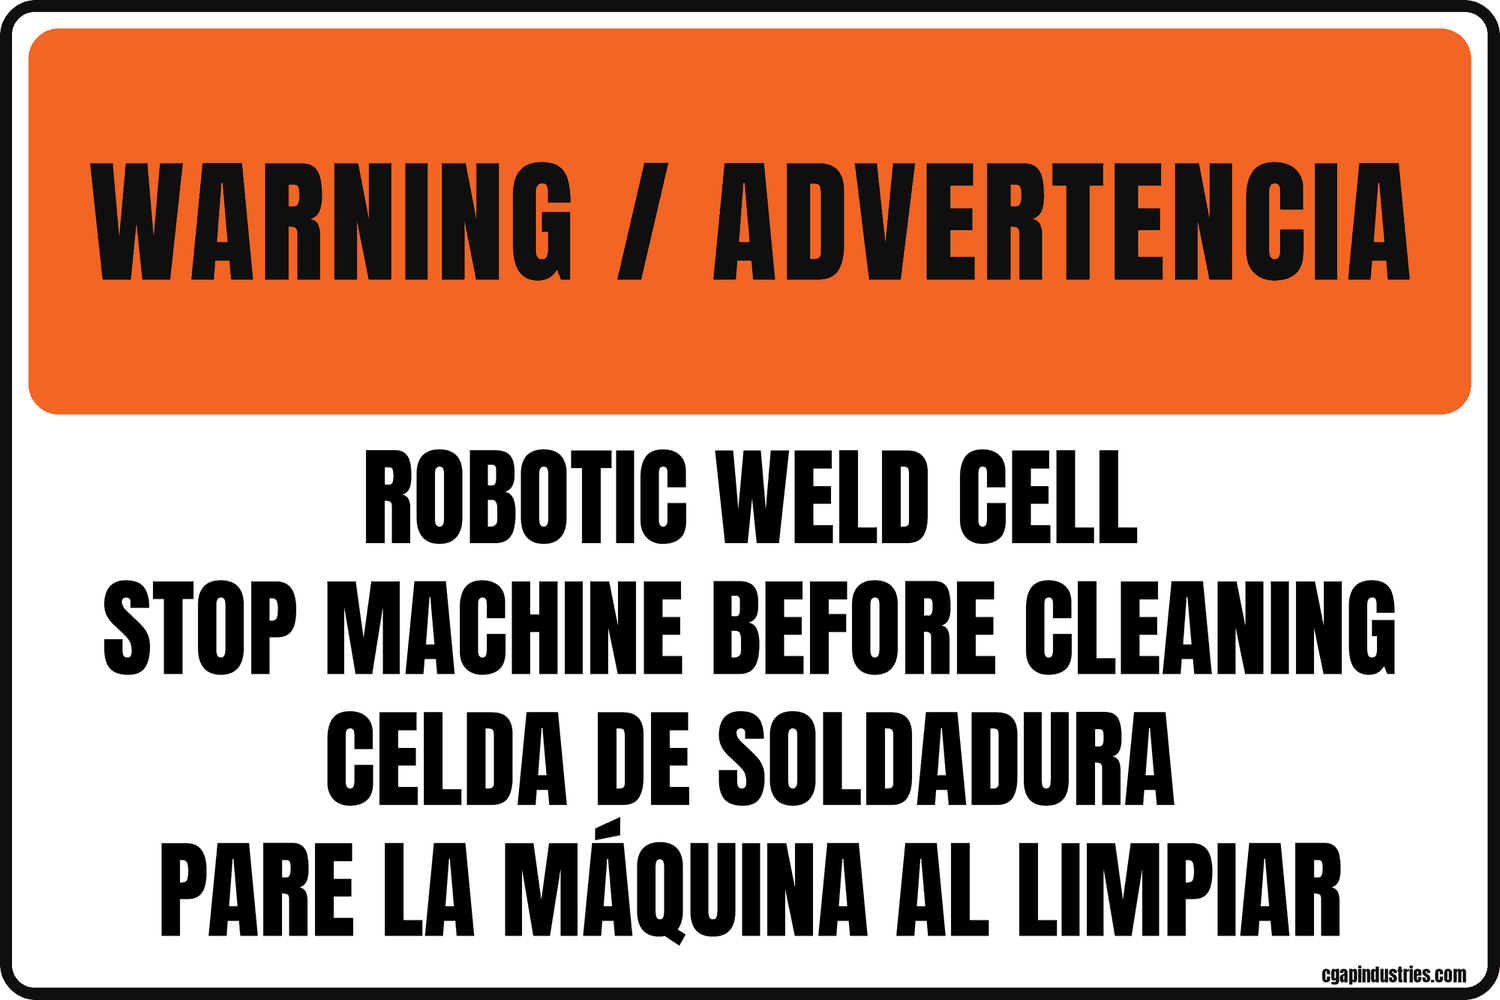 WARNING / ADVERTENCIA
ROBOTIC WELD CELL
STOP MACHINE BEFORE CLEANING
CELDA DE SOLDADURA
PARE LA MÁQUINA AL LIMPIAR
cgapindustries.com